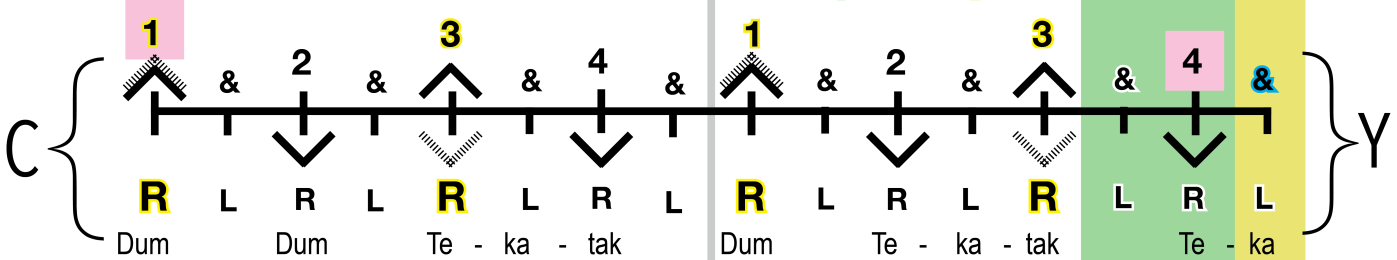 1 & 2 & 3 & 4 & 1 & 2 & 3 & 4 &
C Y
R L R L R L R L R L R L R L R L
Dum Dum Te - ka - tak Dum Te - ka - tak Te - ka